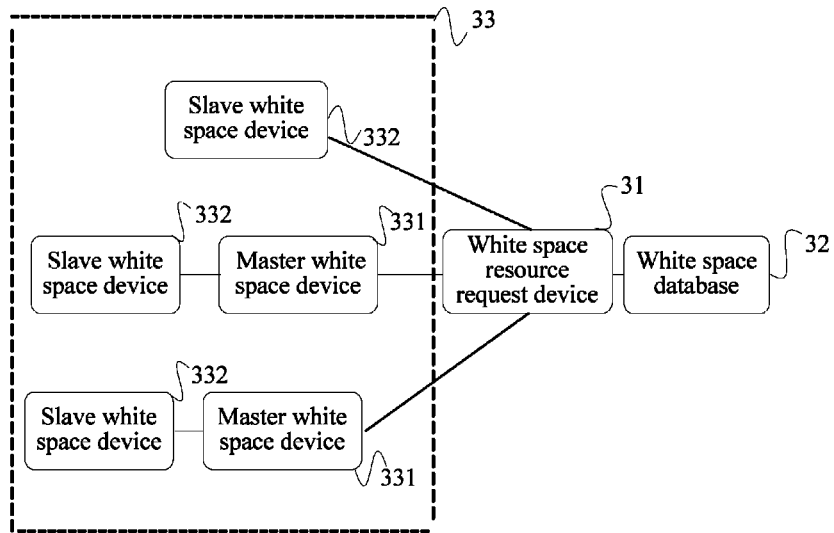 33
Slave white
space device
332
31
332
331
32
Slave white
space device
Master white
space device
White space
resource
request device
White space
database
332
Slave white
space device
Master white
space device
331